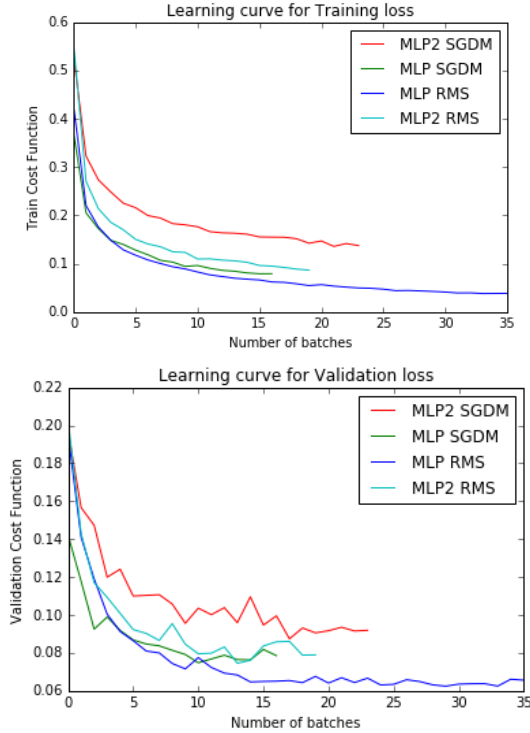 Learning curve for Training loss
0.6
0.5
0.4
0.3
0.2
0.1
0.0
Train Cost Function
MLP2 SGDM
MLP SGDM
MLP RMS
MLP2 RMS
0 5 10 15 20 25 30 35
Number of batches
Learning curve for Validation loss
0.22
0.20
0.18
0.16
0.14
0.12
0.10
0.08
0.06
Validation Cost Function
MLP2 SGDM
MLP SGDM
MLP RMS
MLP2 RMS
0 5 10 15 20 25 30 35
Number of batches